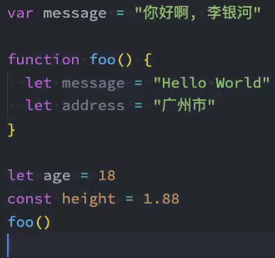 var message = "你好啊, 李银河"
function foo() {
let message = "Hello World"
let address = "广州市"
}
let age = 18
const height = 1.88
foo()